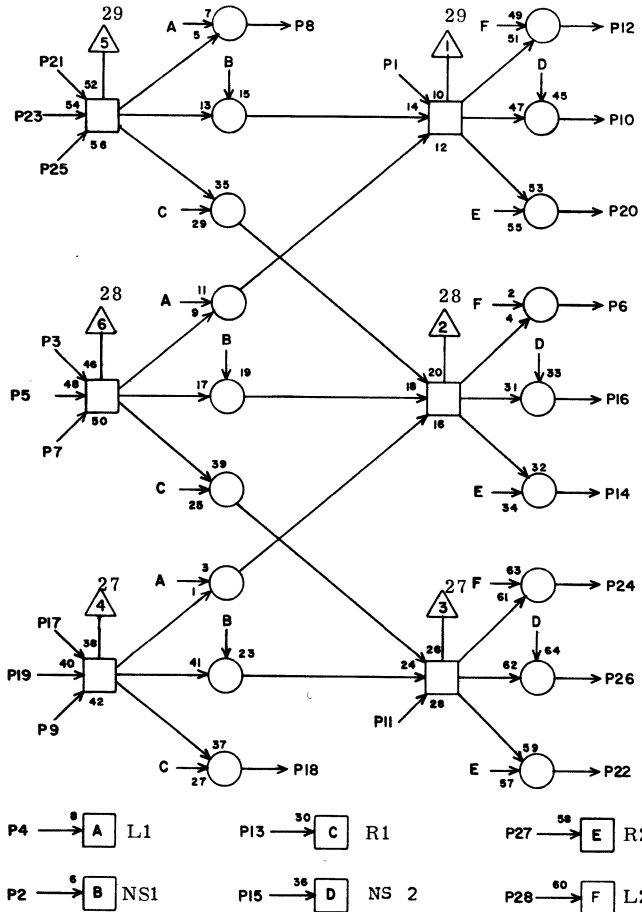 29 29
A 7 P8 F 49 P12
5 5 1 51
P21 B P1 D
52 15 10 45
P23 54 13 14 47 P10
56 12
P25
35 53
C 29 E 55 P20
28 A 11 28 F 2 P6
6 9 2 4
P3 B D
46 19 20 33
P5 48 17 18 31 P16
50 16
P7
39 32
C 25 E 34 P14
27 A 3 27 F 63 P24
4 1 3 61
P17 B D
38 23 26 64
P19 40 41 24 62 P26
42 28
P9 P11
37 59
C 27 P18 E 57 P22
P4 8 A L1 P13 30 C R1 P27 58 E R2
P2 6 B NS1 P15 36 D NS 2 P28 60 F L2